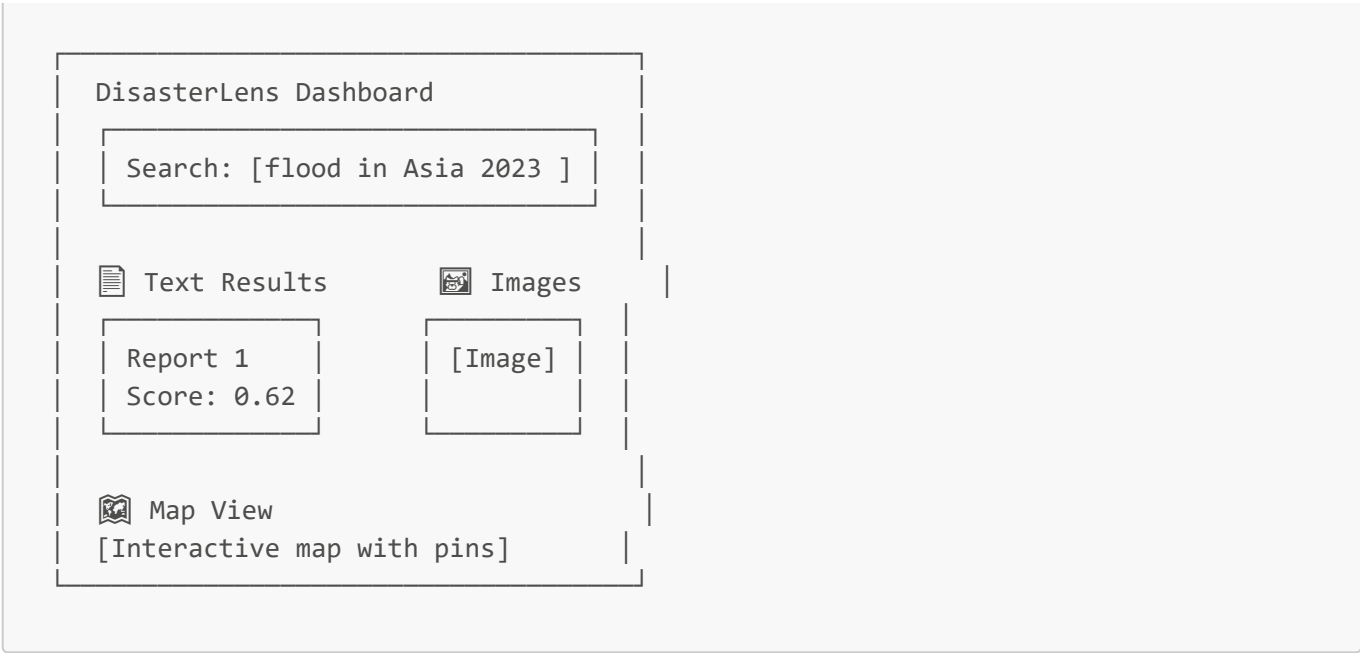 DisasterLens Dashboard
Search: [flood in Asia 2023 ]
📄 Text Results 🖼️ Images
Report 1 [Image]
Score: 0.62
🗺️ Map View
[Interactive map with pins]